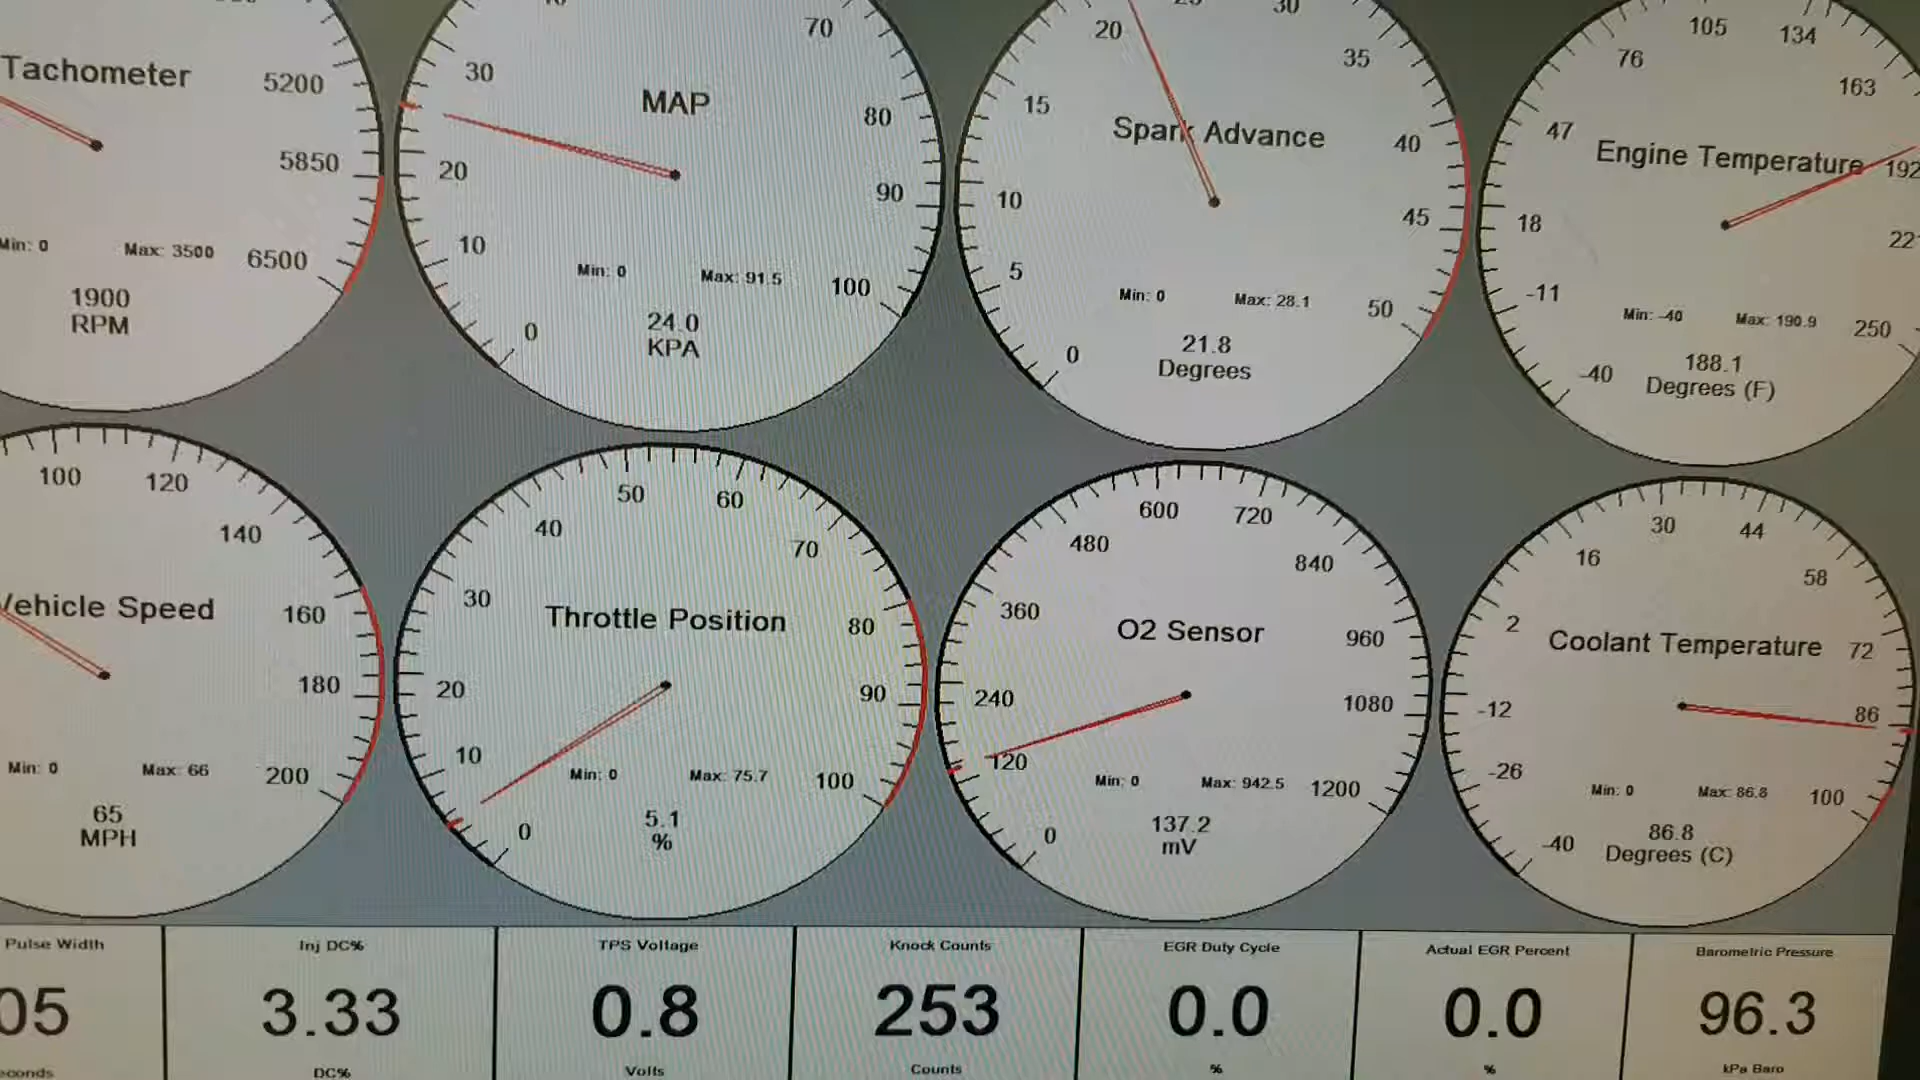 Tachometer
5200
5850
6500
Min: 0
Max: 3500
1900
RPM
MAP
0
10
20
30
70
80
90
100
Min: 0
Max: 91.5
24.0
KPA
Spark Advance
0
5
10
15
20
30
35
40
45
50
Min: 0
Max: 28.1
21.8
Degrees
Engine Temperature
-40
-11
18
47
76
105
134
163
192
22
250
Min: -40
Max: 190.9
188.1
Degrees (F)
Vehicle Speed
100
120
140
160
180
200
Min: 0
Max: 66
65
MPH
Throttle Position
0
10
20
30
40
50
60
70
80
90
100
Min: 0
Max: 75.7
5.1
%
O2 Sensor
0
120
240
360
480
600
720
840
960
1080
1200
Min: 0
Max: 942.5
137.2
mV
Coolant Temperature
-40
-26
-12
2
16
30
44
58
72
86
100
Min: 0
Max: 86.8
86.8
Degrees (C)
Pulse Width
05
econds
Inj DC%
3.33
DC%
TPS Voltage
0.8
Volts
Knock Counts
253
Counts
EGR Duty Cycle
0.0
%
Actual EGR Percent
0.0
%
Barometric Pressure
96.3
kPa Baro